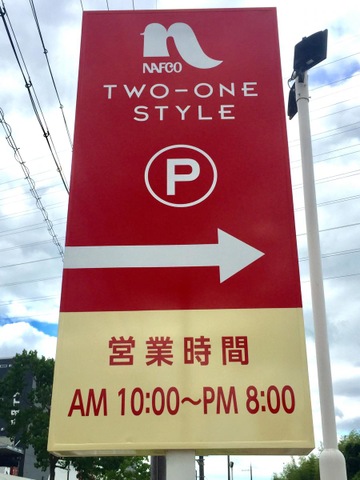 NAFCO
TWO-ONE
STYLE
P
営業時間
AM 10:00〜PM 8:00